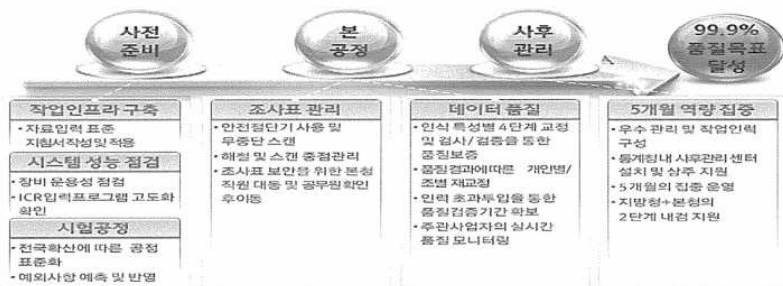 사전
준비
본
공정
사후
관리
99.9%
품질목표
달성
작업인프라 구축
• 자료입력 표준
지침서작성 및 적용
시스템 성능 점검
• 장비 운용성 점검
• ICR입력프로그램 고도화
확인
시험공정
• 전국확산에 따른 공정
표준화
• 예외사항 예측 및 반영
조사표 관리
• 안전절단기 사용 및
무중단 스캔
• 해철 및 스캔 중점관리
• 조사표 보안을 위한 본청
직원 대동 및 공무원확인
후이동
데이터 품질
• 인식 특성별 4단계 교정
및 검사/검증을 통한
품질보증
• 품질결과에따른 개인별/
조별 재교정
• 인력 초과투입을 통한
품질검증기간 확보
• 주관사업자의 실시간
품질 모니터링
5개월 역량 집중
• 우수 관리 및 작업인력
구성
• 통계청내 사후관리 센터
설치 및 상주 지원
• 5개월의 집중 운영
• 지방청+본청의
2단계 내검 지원